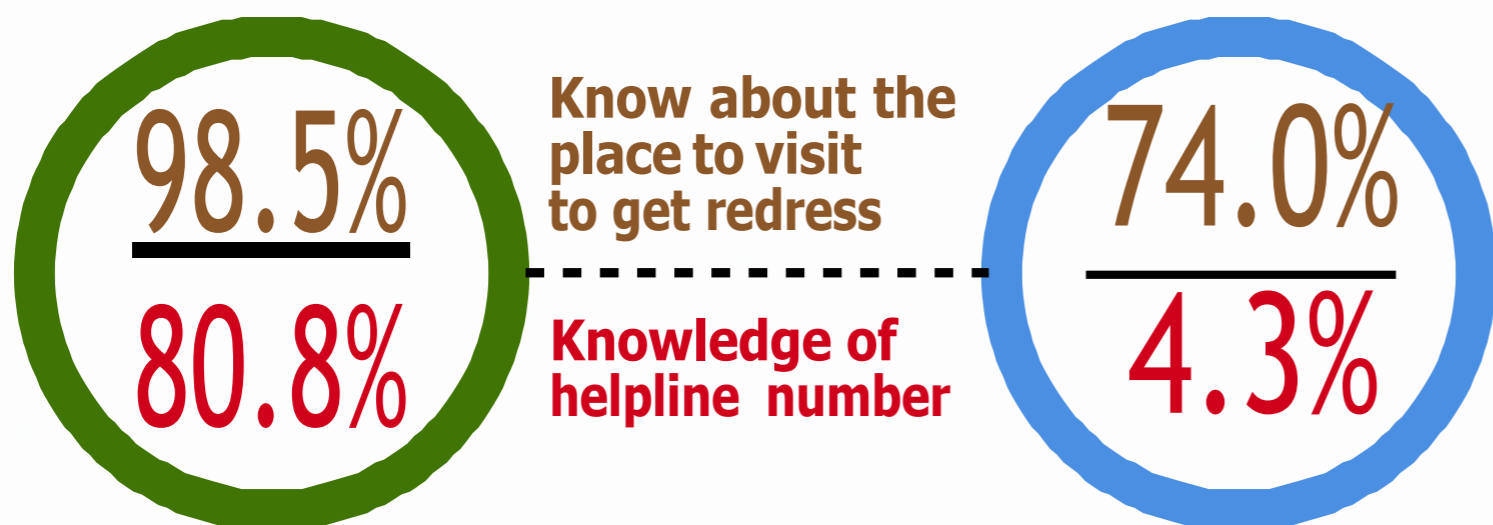 98.5%
80.8%
Know about the
place to visit
to get redress
Knowledge of
helpline number
74.0%
4.3%